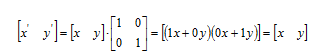 [x' y']=[x y]·[1 0 0 1]=[(1x+0y)(0x+1y)]=[x y]